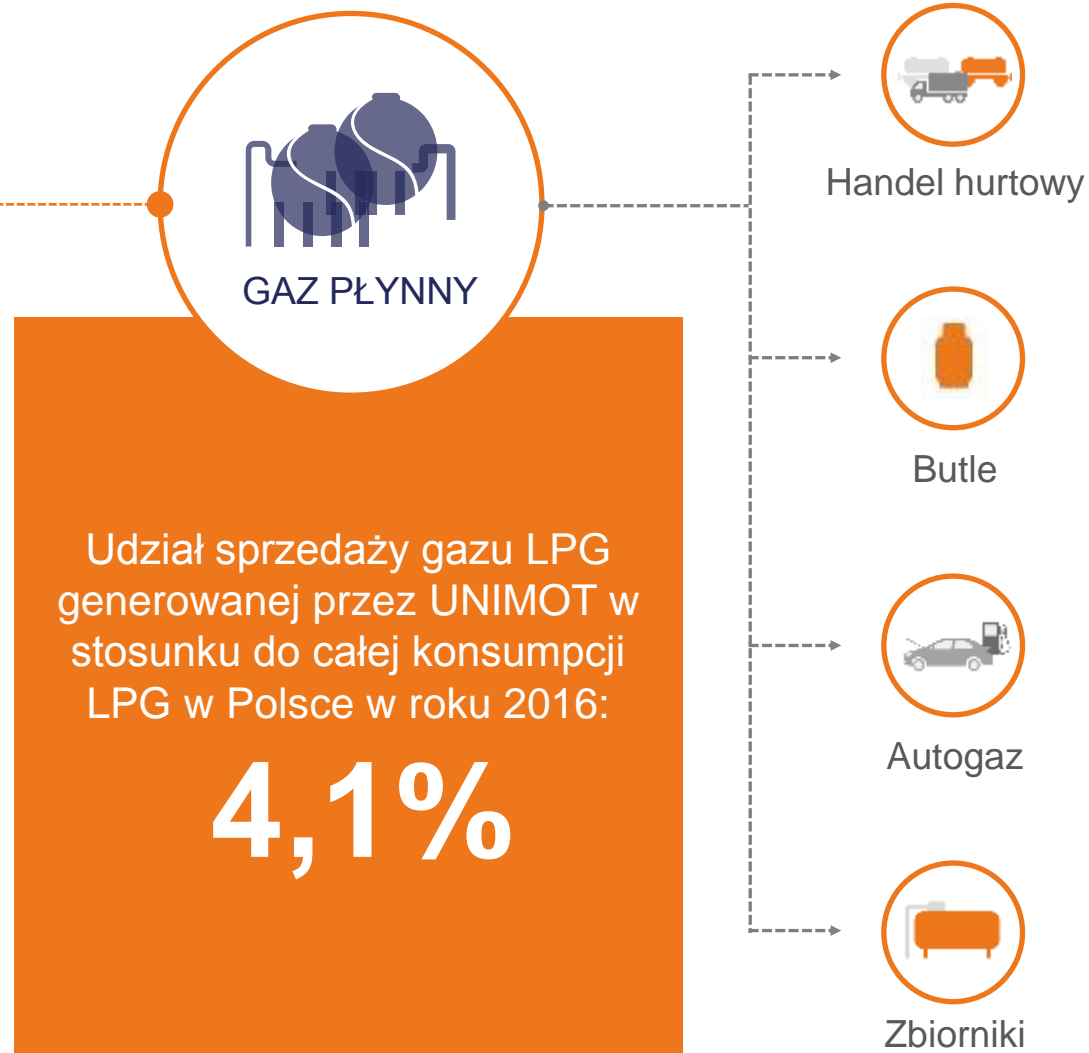 GAZ PŁYNNY
Udział sprzedaży gazu LPG
generowanej przez UNIMOT w
stosunku do całej konsumpcji
LPG w Polsce w roku 2016:
4,1%
Handel hurtowy
Butle
Autogaz
Zbiorniki